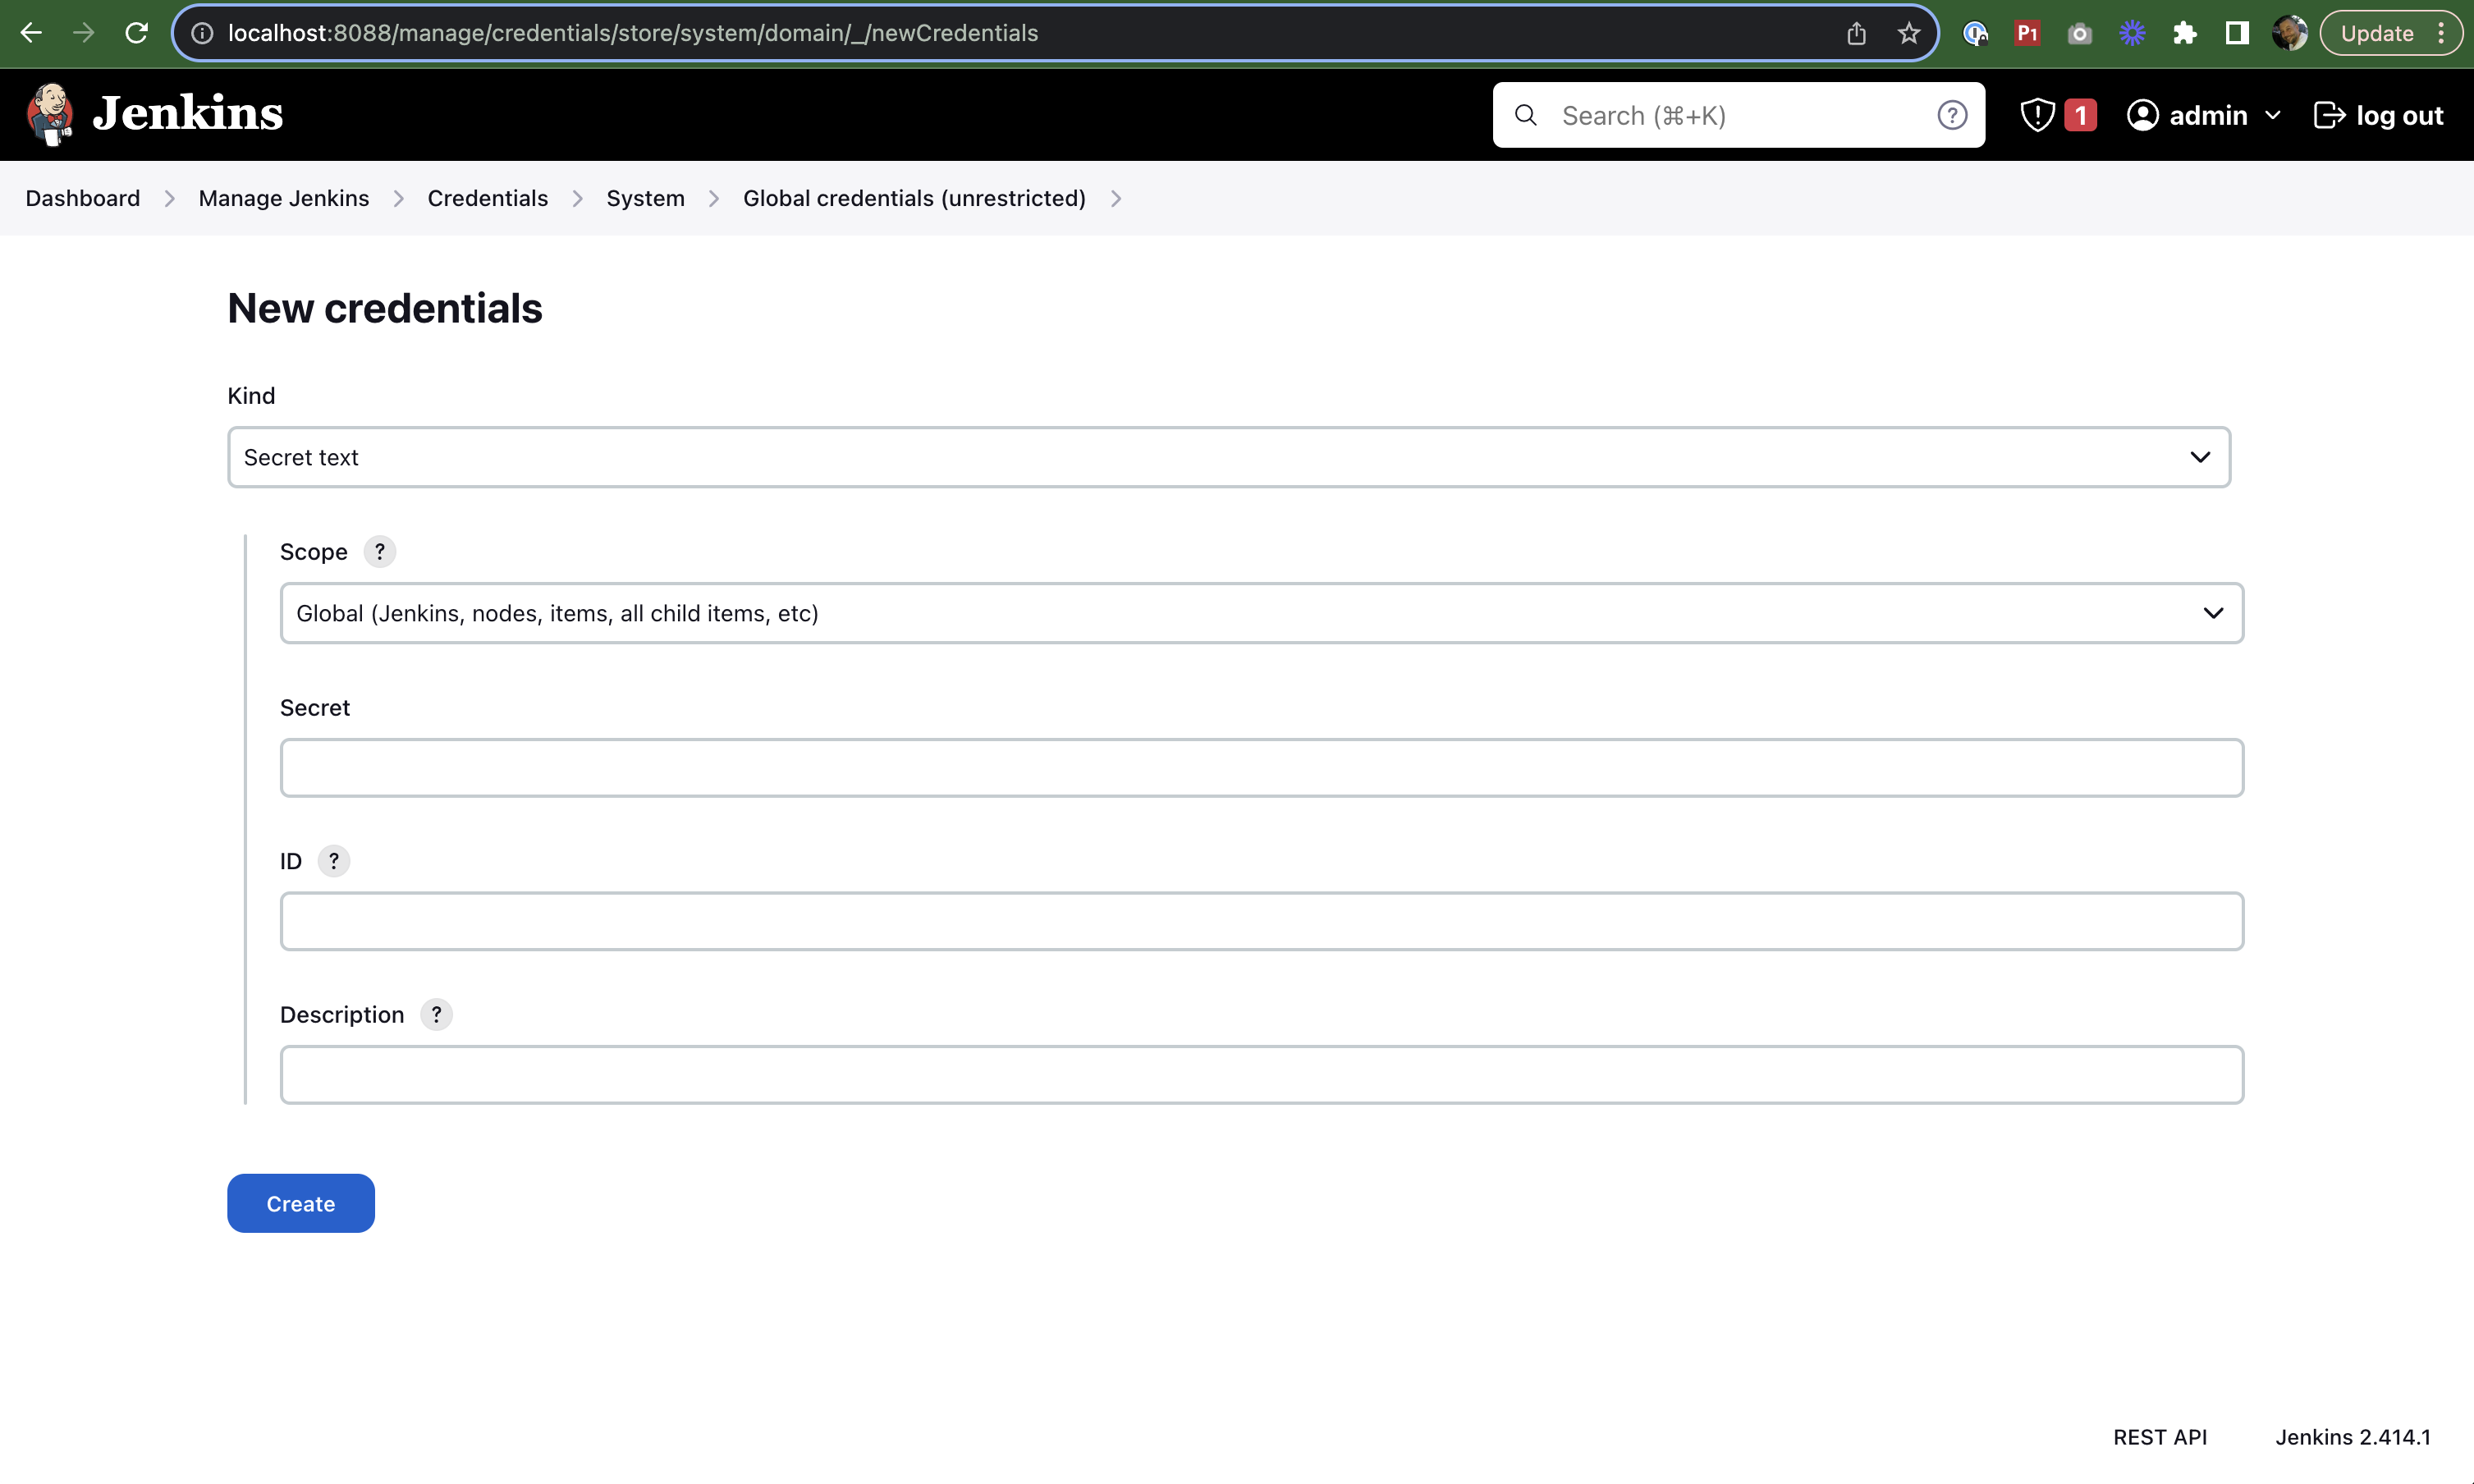 localhost:8088/manage/credentials/store/system/domain/_/newCredentials
P1
Update
Jenkins
Search (⌘+K)
?
1
admin
log out
Dashboard
Manage Jenkins
Credentials
System
Global credentials (unrestricted)
New credentials
Kind
Secret text
Scope ?
Global (Jenkins, nodes, items, all child items, etc)
Secret
ID ?
Description ?
Create
REST API
Jenkins 2.414.1